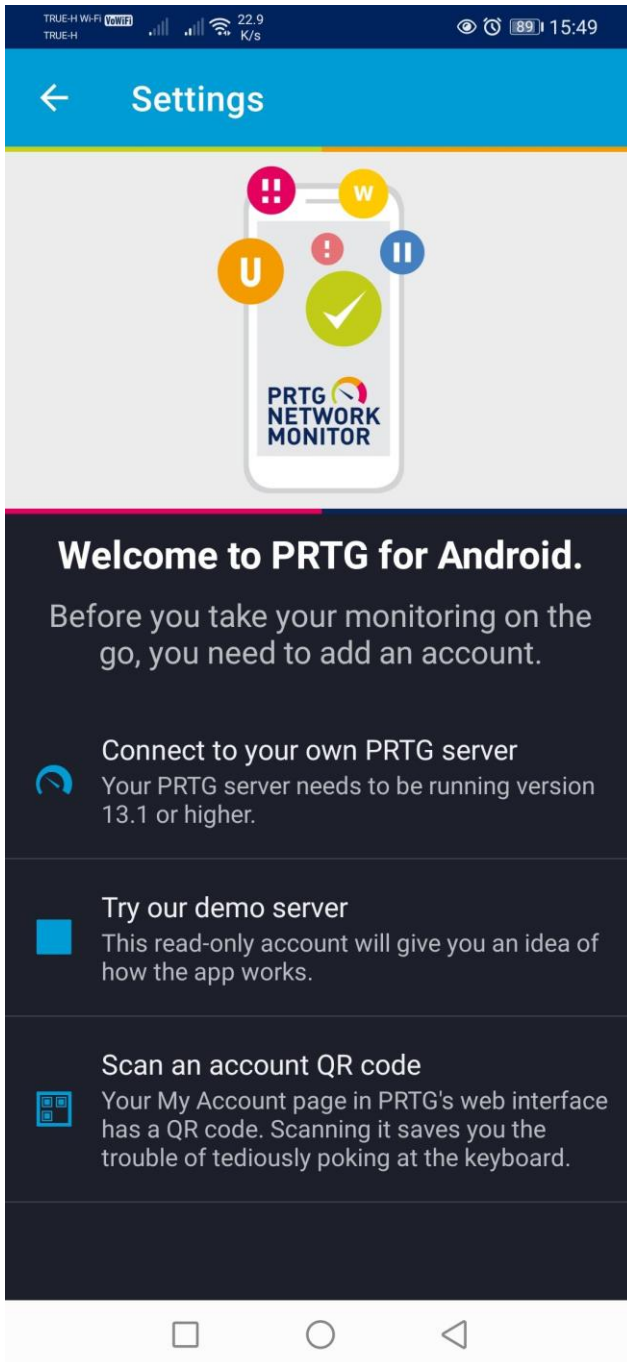 TRUE-H Wi-Fi VoWiFi
TRUE-H
22.9
K/s
89
15:49
Settings
!!
W
U
!
PRTG
NETWORK
MONITOR
Welcome to PRTG for Android.
Before you take your monitoring on the
go, you need to add an account.
Connect to your own PRTG server
Your PRTG server needs to be running version
13.1 or higher.
Try our demo server
This read-only account will give you an idea of
how the app works.
Scan an account QR code
Your My Account page in PRTG's web interface
has a QR code. Scanning it saves you the
trouble of tediously poking at the keyboard.